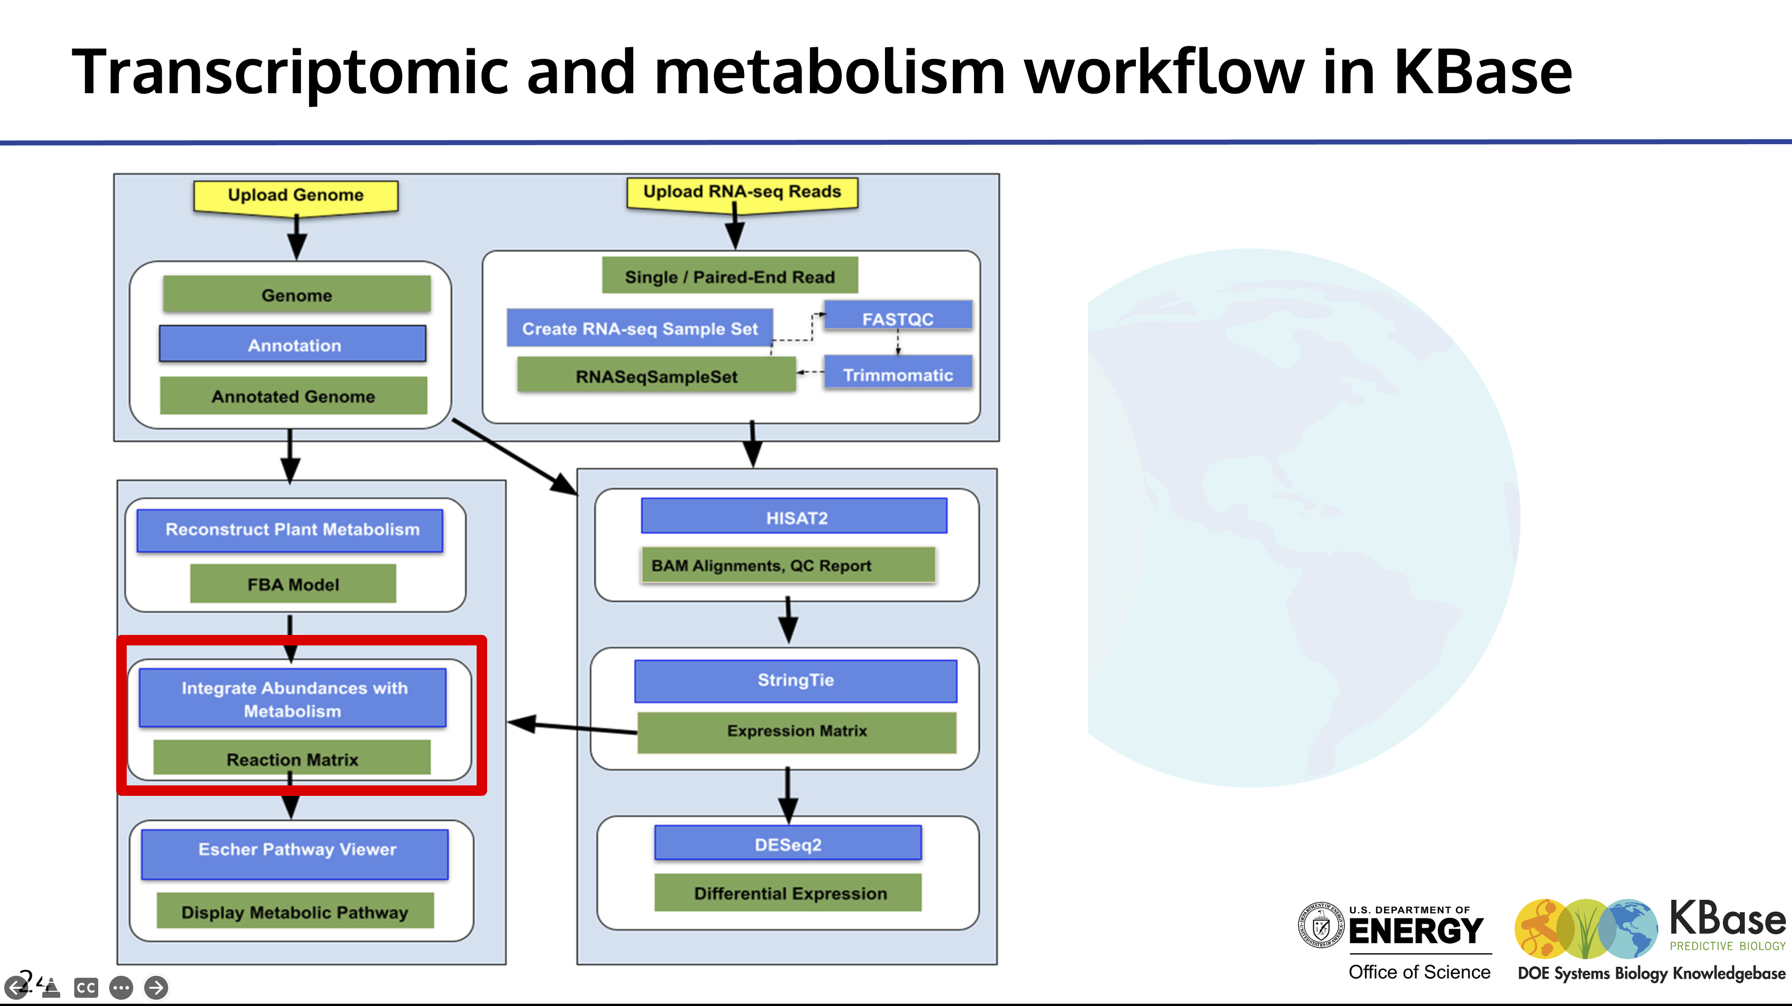 Transcriptomic and metabolism workflow in KBase
Upload Genome
Upload RNA-seq Reads
Genome
Annotation
Annotated Genome
Single / Paired-End Read
Create RNA-seq Sample Set
FASTQC
RNASeqSampleSet
Trimmomatic
Reconstruct Plant Metabolism
FBA Model
HISAT2
BAM Alignments, QC Report
Integrate Abundances with
Metabolism
Reaction Matrix
StringTie
Expression Matrix
Escher Pathway Viewer
Display Metabolic Pathway
DESeq2
Differential Expression
U.S. DEPARTMENT OF
ENERGY
Office of Science
KBase
PREDICTIVE BIOLOGY
DOE Systems Biology Knowledgebase
CC